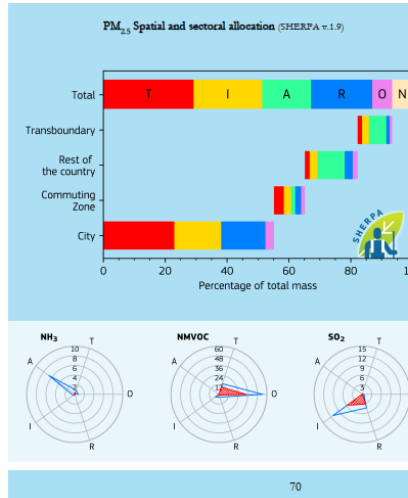 PM2.5 Spatial and sectoral allocation (SHERPA v.1.9)
Total T I A R O N
Transboundary
Rest of
the country
Commuting
Zone
City
SHERPA
0 20 40 60 80
Percentage of total mass
NH3 NMVOC SO2
T
10
8
6
4
2
A
O
I
R
T
60
48
36
24
12
A
O
I
R
T
15
12
9
6
3
A
O
I
R
70